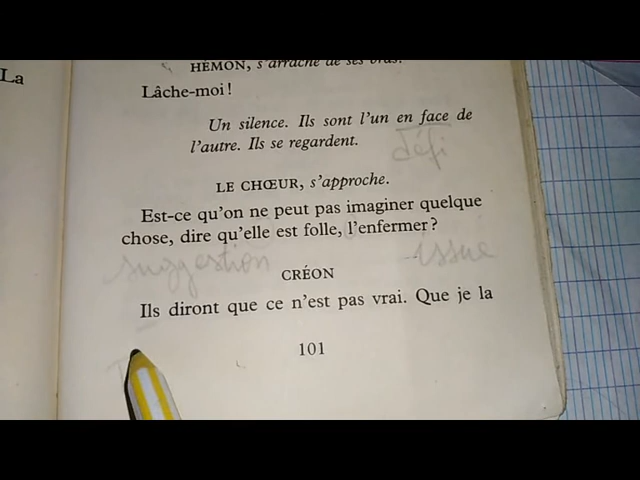 La
HÉMON, s'arrache de ses bras.
Lâche-moi !
Un silence. Ils sont l'un en face de
l'autre. Ils se regardent.
défi
LE CHŒUR, s'approche.
Est-ce qu'on ne peut pas imaginer quelque
chose, dire qu'elle est folle, l'enfermer ?
suggestion issue
CRÉON
Ils diront que ce n'est pas vrai. Que je la
101